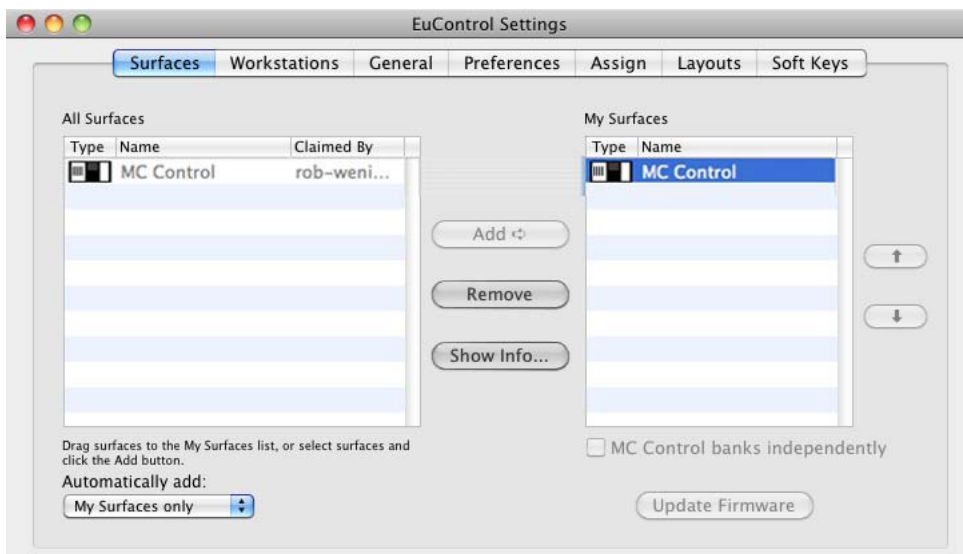 EuControl Settings
Surfaces Workstations General Preferences Assign Layouts Soft Keys
All Surfaces
Type Name Claimed By
MC Control rob-weni...
Add
Remove
Show Info...
My Surfaces
Type Name
MC Control
Drag surfaces to the My Surfaces list, or select surfaces and
click the Add button.
Automatically add:
My Surfaces only
MC Control banks independently
Update Firmware